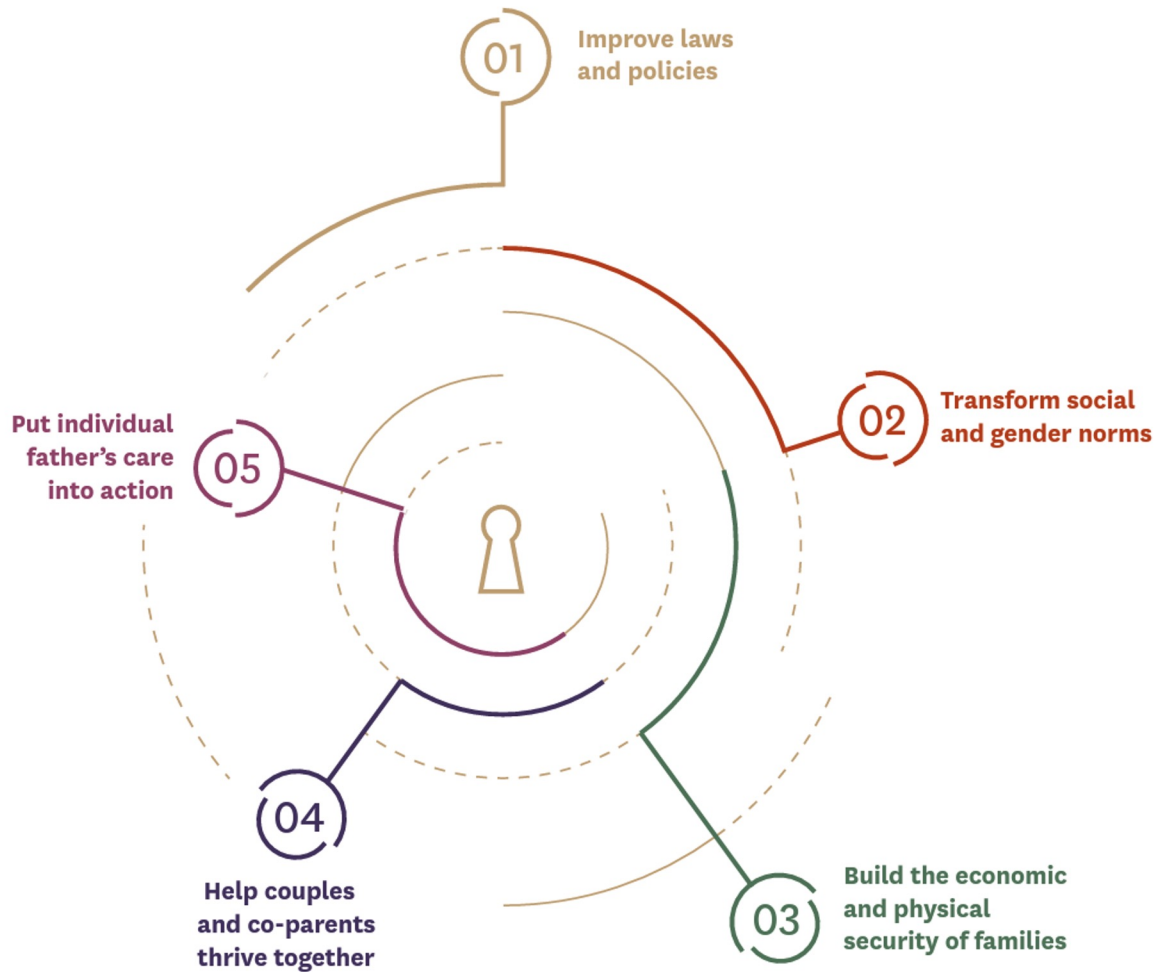 01
Improve laws
and policies
02
Transform social
and gender norms
03
Build the economic
and physical
security of families
04
Help couples
and co-parents
thrive together
05
Put individual
father’s care
into action